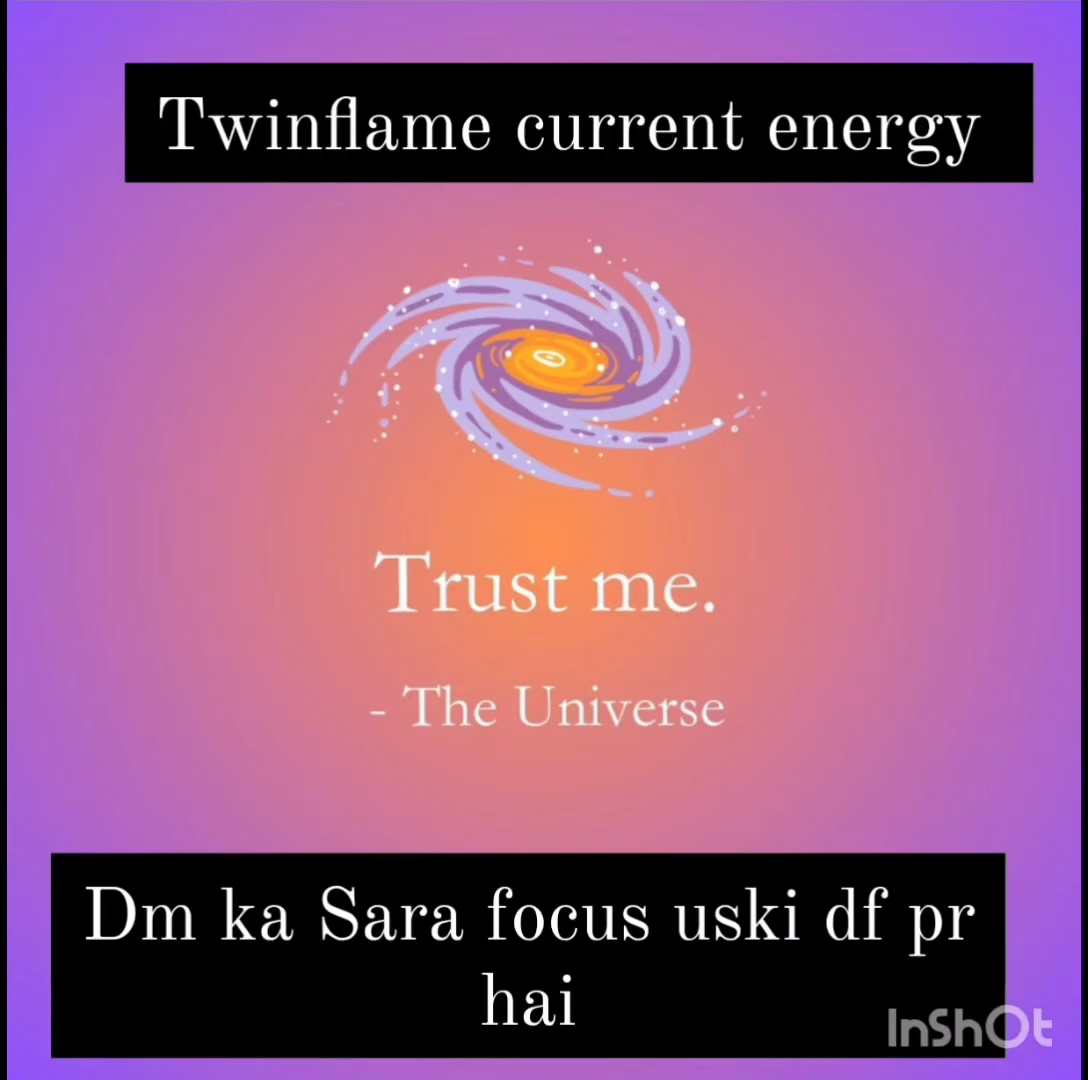 Twinflame current energy
Trust me.
- The Universe
Dm ka Sara focus uski df pr
hai
InShOt